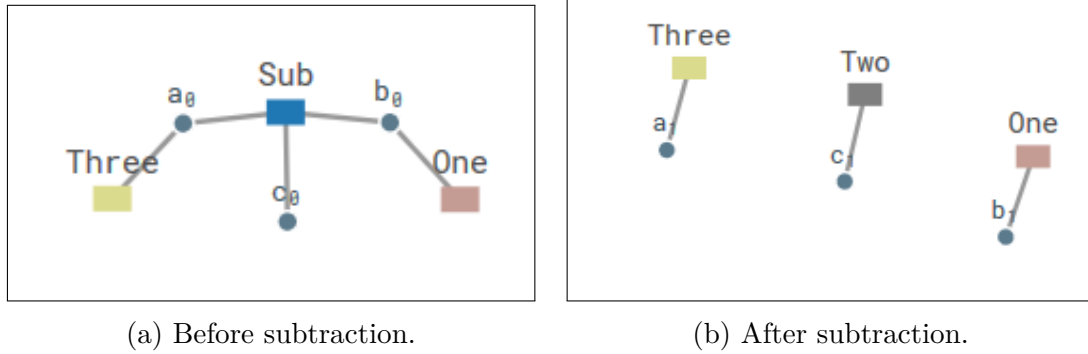 Sub
a₀
b₀
Three
One
c₀
(a) Before subtraction.
Three
Two
a₁
One
c₁
b₁
(b) After subtraction.